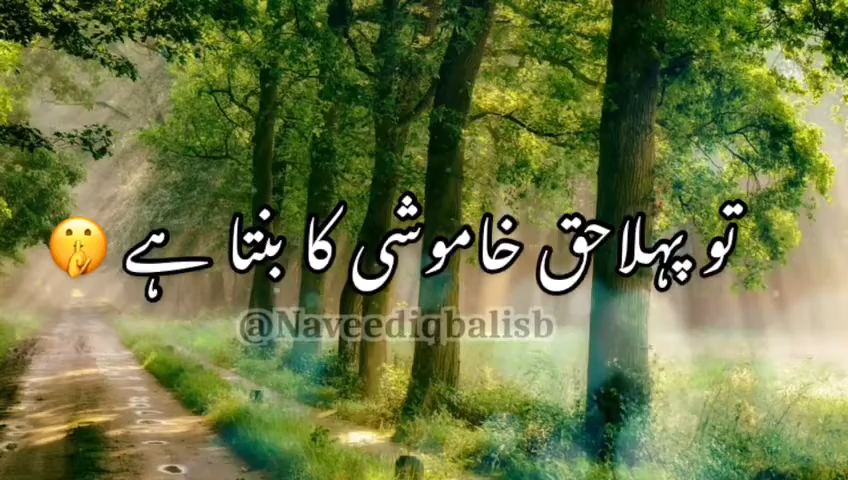 تو پہلا حق خاموشی کا بنتا ہے 🤫
@Naveediqbalisb